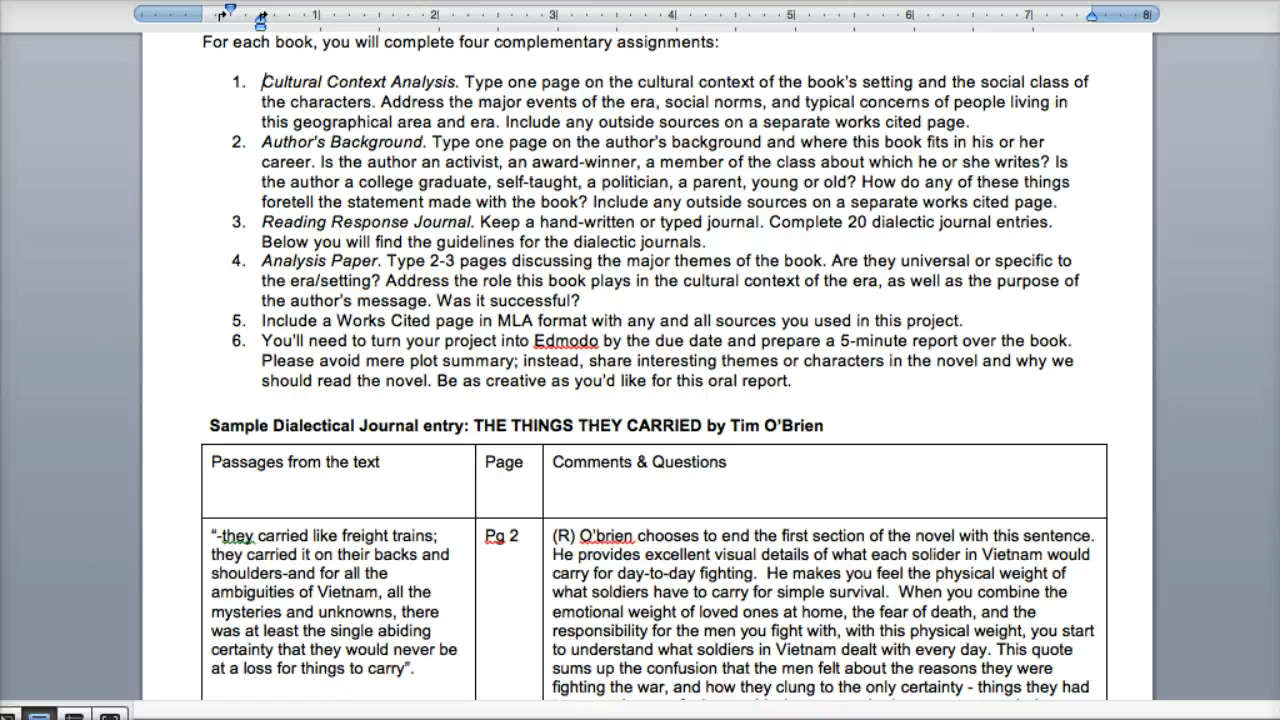 1| 2| 3| 4| 5| 6| 7| 8|
For each book, you will complete four complementary assignments:
1. Cultural Context Analysis. Type one page on the cultural context of the book's setting and the social class of
the characters. Address the major events of the era, social norms, and typical concerns of people living in
this geographical area and era. Include any outside sources on a separate works cited page.
2. Author's Background. Type one page on the author's background and where this book fits in his or her
career. Is the author an activist, an award-winner, a member of the class about which he or she writes? Is
the author a college graduate, self-taught, a politician, a parent, young or old? How do any of these things
foretell the statement made with the book? Include any outside sources on a separate works cited page.
3. Reading Response Journal. Keep a hand-written or typed journal. Complete 20 dialectic journal entries.
Below you will find the guidelines for the dialectic journals.
4. Analysis Paper. Type 2-3 pages discussing the major themes of the book. Are they universal or specific to
the era/setting? Address the role this book plays in the cultural context of the era, as well as the purpose of
the author's message. Was it successful?
5. Include a Works Cited page in MLA format with any and all sources you used in this project.
6. You'll need to turn your project into Edmodo by the due date and prepare a 5-minute report over the book.
Please avoid mere plot summary; instead, share interesting themes or characters in the novel and why we
should read the novel. Be as creative as you'd like for this oral report.
Sample Dialectical Journal entry: THE THINGS THEY CARRIED by Tim O'Brien
Passages from the text
Page
Comments & Questions
"-they carried like freight trains;
they carried it on their backs and
shoulders-and for all the
ambiguities of Vietnam, all the
mysteries and unknowns, there
was at least the single abiding
certainty that they would never be
at a loss for things to carry".
Pg 2
(R) O'brien chooses to end the first section of the novel with this sentence.
He provides excellent visual details of what each solider in Vietnam would
carry for day-to-day fighting. He makes you feel the physical weight of
what soldiers have to carry for simple survival. When you combine the
emotional weight of loved ones at home, the fear of death, and the
responsibility for the men you fight with, with this physical weight, you start
to understand what soldiers in Vietnam dealt with every day. This quote
sums up the confusion that the men felt about the reasons they were
fighting the war, and how they clung to the only certainty - things they had